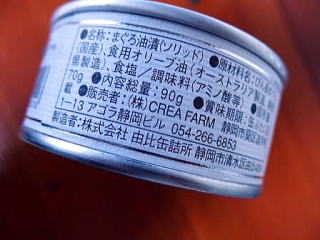 ●名称:まぐろ油漬(ソリッド) ●原材料名:
(国産)、食用オリーブ油(オーストラリア製造、静岡
県製造)、食塩/調味料(アミノ酸等)、
70g ●内容総量:90g ●賞味期限:缶
載 ●販売者:(株)CREA FARM 静岡市
1−13 アゴラ静岡ビル 054-266-6853
製造者:株式会社 由比缶詰所 静岡市清水区由比